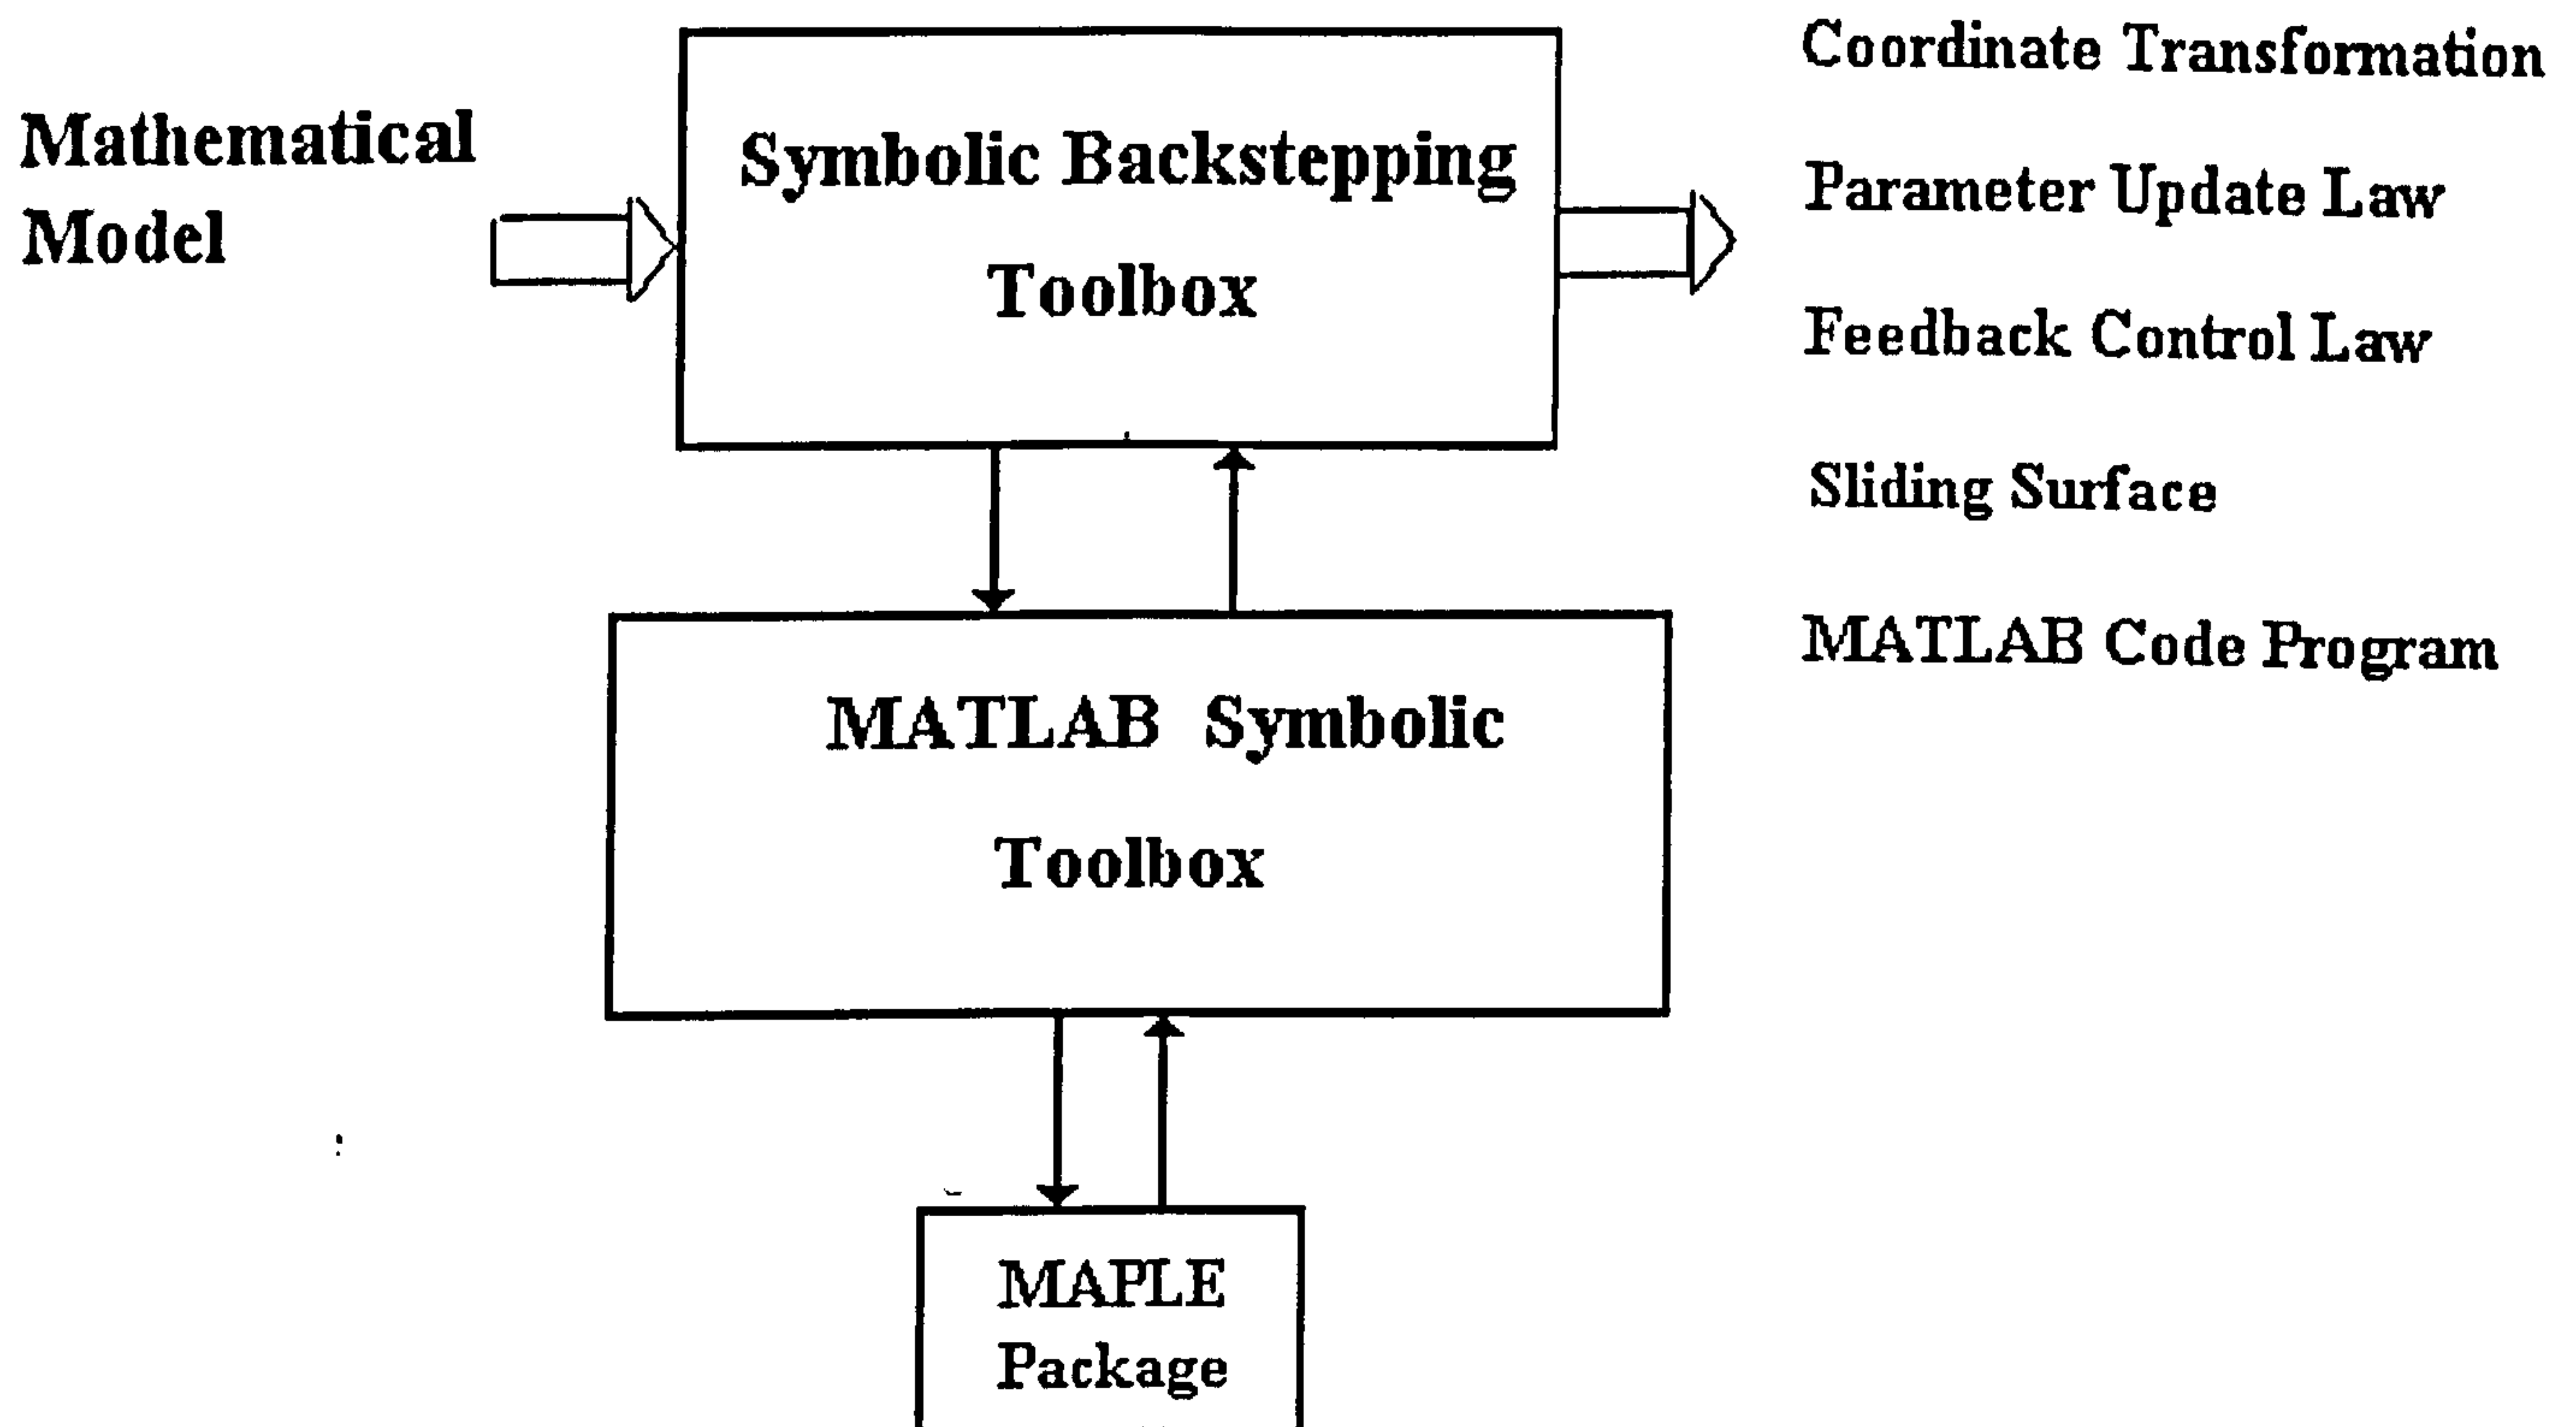 Mathematical
Model
Symbolic Backstepping
Toolbox
Coordinate Transformation
Parameter Update Law
Feedback Control Law
Sliding Surface
MATLAB Code Program
MATLAB Symbolic
Toolbox
MAPLE
Package